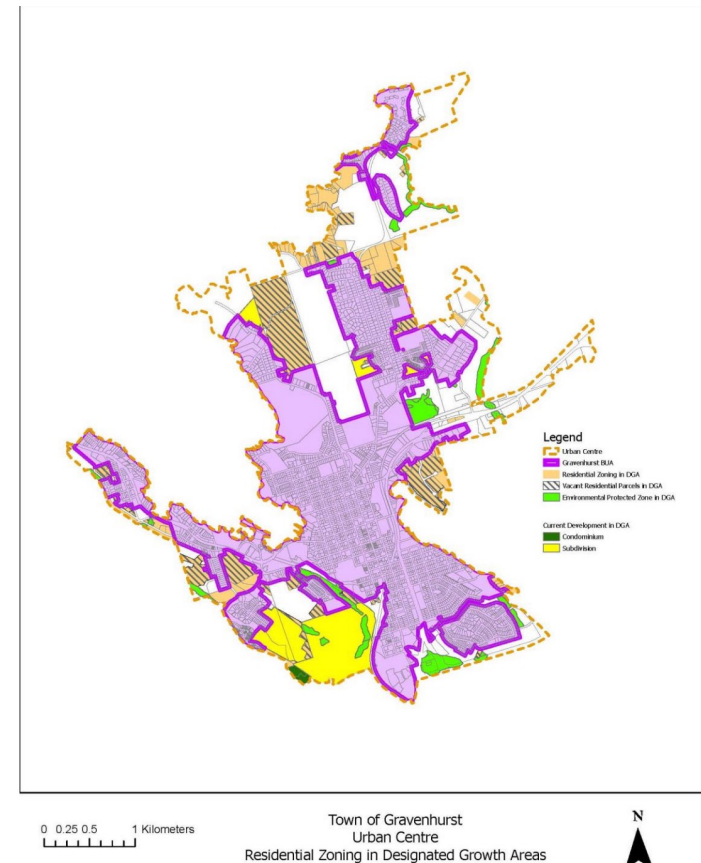 Legend
Urban Centre
Gravenhurst BUA
Residential Zoning in DGA
Vacant Residential Parcels in DGA
Environmental Protected Zone in DGA
Current Development in DGA
Condominium
Subdivision
0 0.25 0.5 1 Kilometers
Town of Gravenhurst
Urban Centre
Residential Zoning in Designated Growth Areas
N